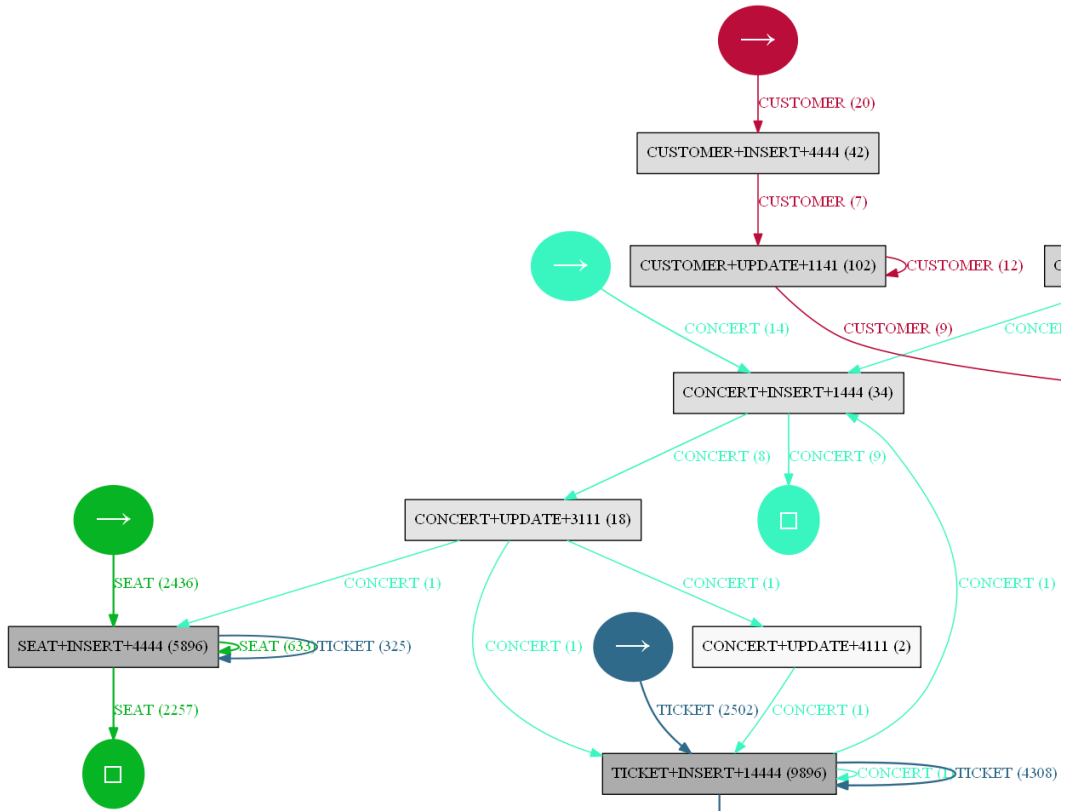 →
CUSTOMER (20)
CUSTOMER+INSERT+4444 (42)
CUSTOMER (7)
→
CUSTOMER+UPDATE+1141 (102)
CUSTOMER (12)
CONCERT (14)
CUSTOMER (9)
CONCERT+INSERT+1444 (34)
CONCERT (8)
CONCERT (9)
→
CONCERT+UPDATE+3111 (18)
SEAT (2436)
CONCERT (1)
CONCERT (1)
CONCERT (1)
SEAT+INSERT+4444 (5896)
SEAT (633)
TICKET (325)
CONCERT (1)
→
CONCERT+UPDATE+4111 (2)
SEAT (2257)
TICKET (2502)
CONCERT (1)
TICKET+INSERT+14444 (9896)
CONCERT (1
TICKET (4308)